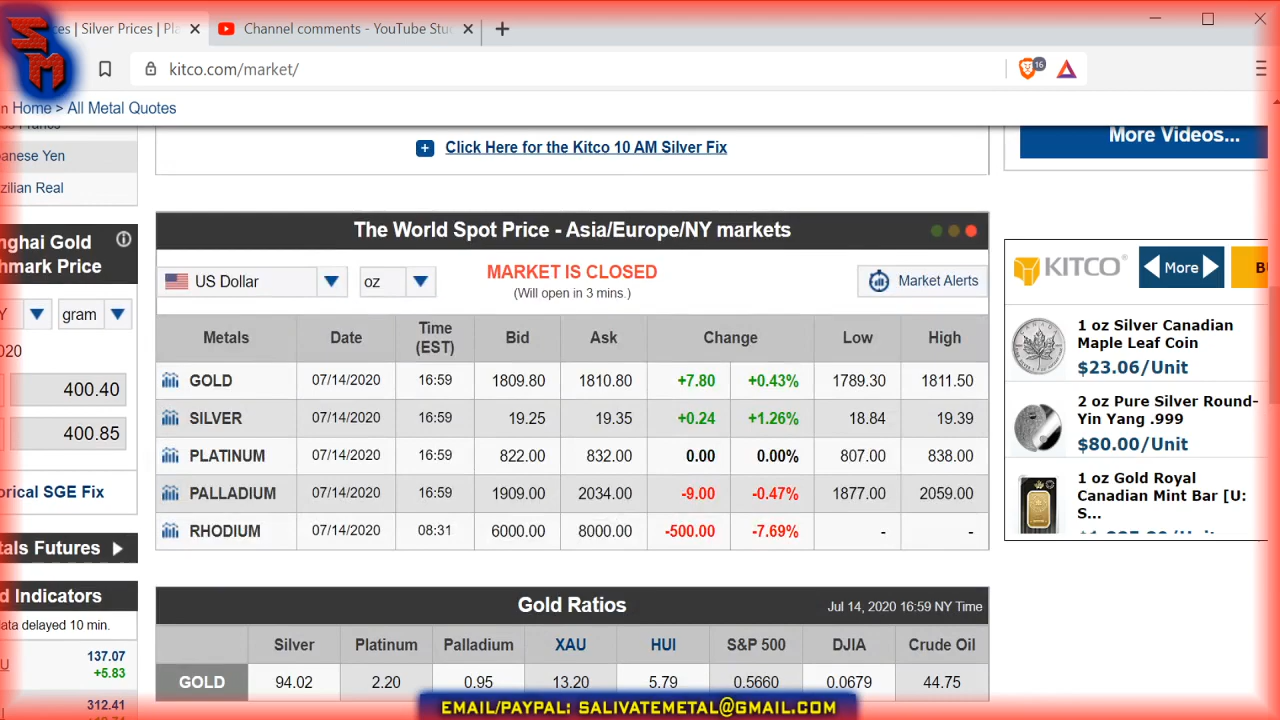 SM
ces | Silver Prices | Pla
Channel comments - YouTube Stu
kitco.com/market/
16
n Home > All Metal Quotes
anese Yen
zilian Real
Click Here for the Kitco 10 AM Silver Fix
More Videos...
nghai Gold
hmark Price
Y
gram
020
400.40
400.85
orical SGE Fix
tals Futures
d Indicators
ata delayed 10 min.
U 137.07
+5.83
312.41
The World Spot Price - Asia/Europe/NY markets
US Dollar
oz
MARKET IS CLOSED
(Will open in 3 mins.)
Market Alerts
Metals Date Time (EST) Bid Ask Change Low High
GOLD 07/14/2020 16:59 1809.80 1810.80 +7.80 +0.43% 1789.30 1811.50
SILVER 07/14/2020 16:59 19.25 19.35 +0.24 +1.26% 18.84 19.39
PLATINUM 07/14/2020 16:59 822.00 832.00 0.00 0.00% 807.00 838.00
PALLADIUM 07/14/2020 16:59 1909.00 2034.00 -9.00 -0.47% 1877.00 2059.00
RHODIUM 07/14/2020 08:31 6000.00 8000.00 -500.00 -7.69% - -
Gold Ratios
Jul 14, 2020 16:59 NY Time
Silver Platinum Palladium XAU HUI S&P 500 DJIA Crude Oil
GOLD 94.02 2.20 0.95 13.20 5.79 0.5660 0.0679 44.75
KITCO
More
B
1 oz Silver Canadian
Maple Leaf Coin
$23.06/Unit
2 oz Pure Silver Round-
Yin Yang .999
$80.00/Unit
1 oz Gold Royal
Canadian Mint Bar [U:
S...
EMAIL/PAYPAL: SALIVATEMETAL@GMAIL.COM